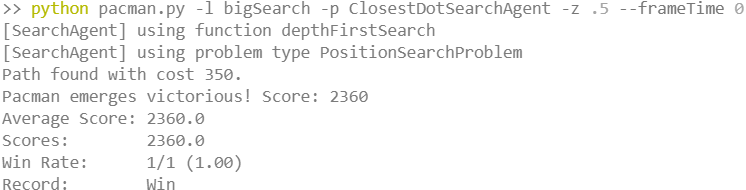 >> python pacman.py -l bigSearch -p ClosestDotSearchAgent -z .5 --frameTime 0
[SearchAgent] using function depthFirstSearch
[SearchAgent] using problem type PositionSearchProblem
Path found with cost 350.
Pacman emerges victorious! Score: 2360
Average Score: 2360.0
Scores:        2360.0
Win Rate:      1/1 (1.00)
Record:        Win